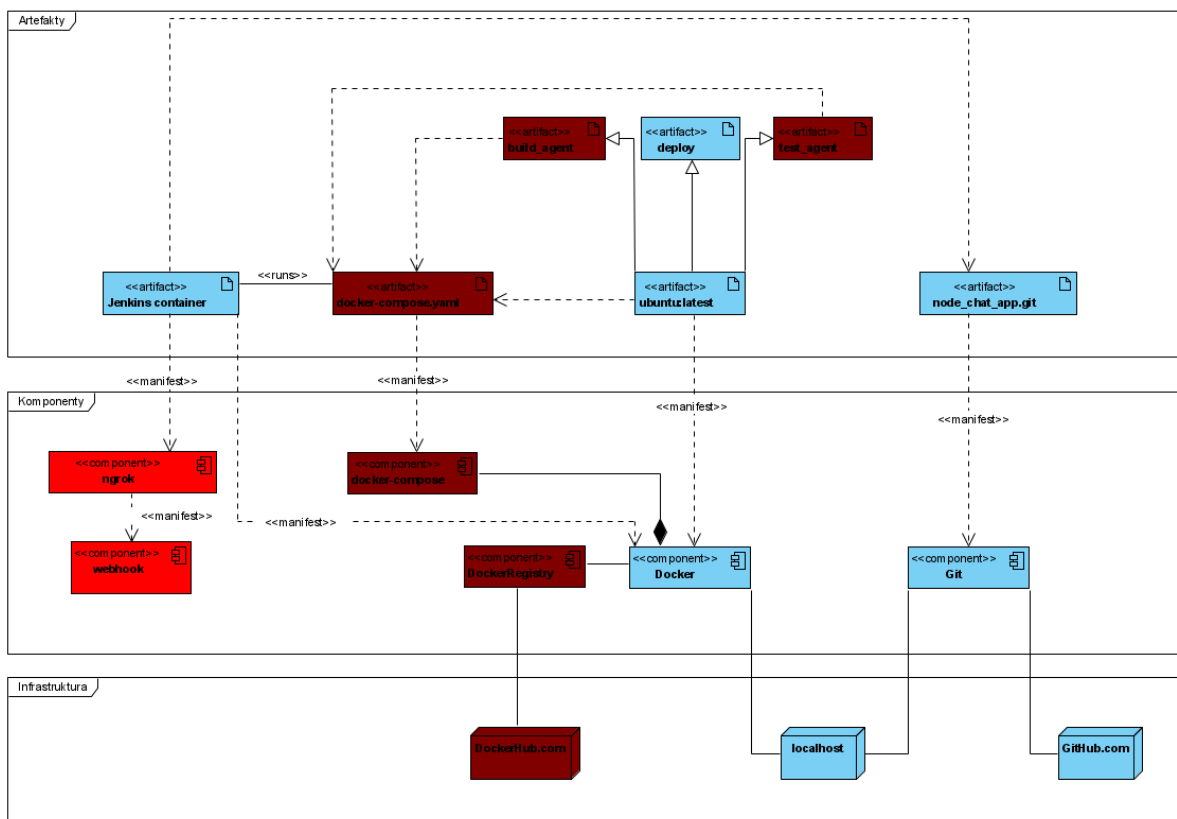 Artefakty
<<artifact>>
build_agent
<<artifact>>
deploy
<<artifact>>
test_agent
<<artifact>>
Jenkins container
<<runs>>
<<artifact>>
docker-compose.yaml
<<artifact>>
ubuntu:latest
<<artifact>>
node_chat_app.git
<<manifest>>
<<manifest>>
<<manifest>>
<<manifest>>
Komponenty
<<component>>
ngrok
<<component>>
docker-compose
<<manifest>>
<<manifest>>
<<component>>
webhook
<<component>>
DockerRegistry
<<component>>
Docker
<<component>>
Git
Infrastruktura
DockerHub.com
localhost
GitHub.com